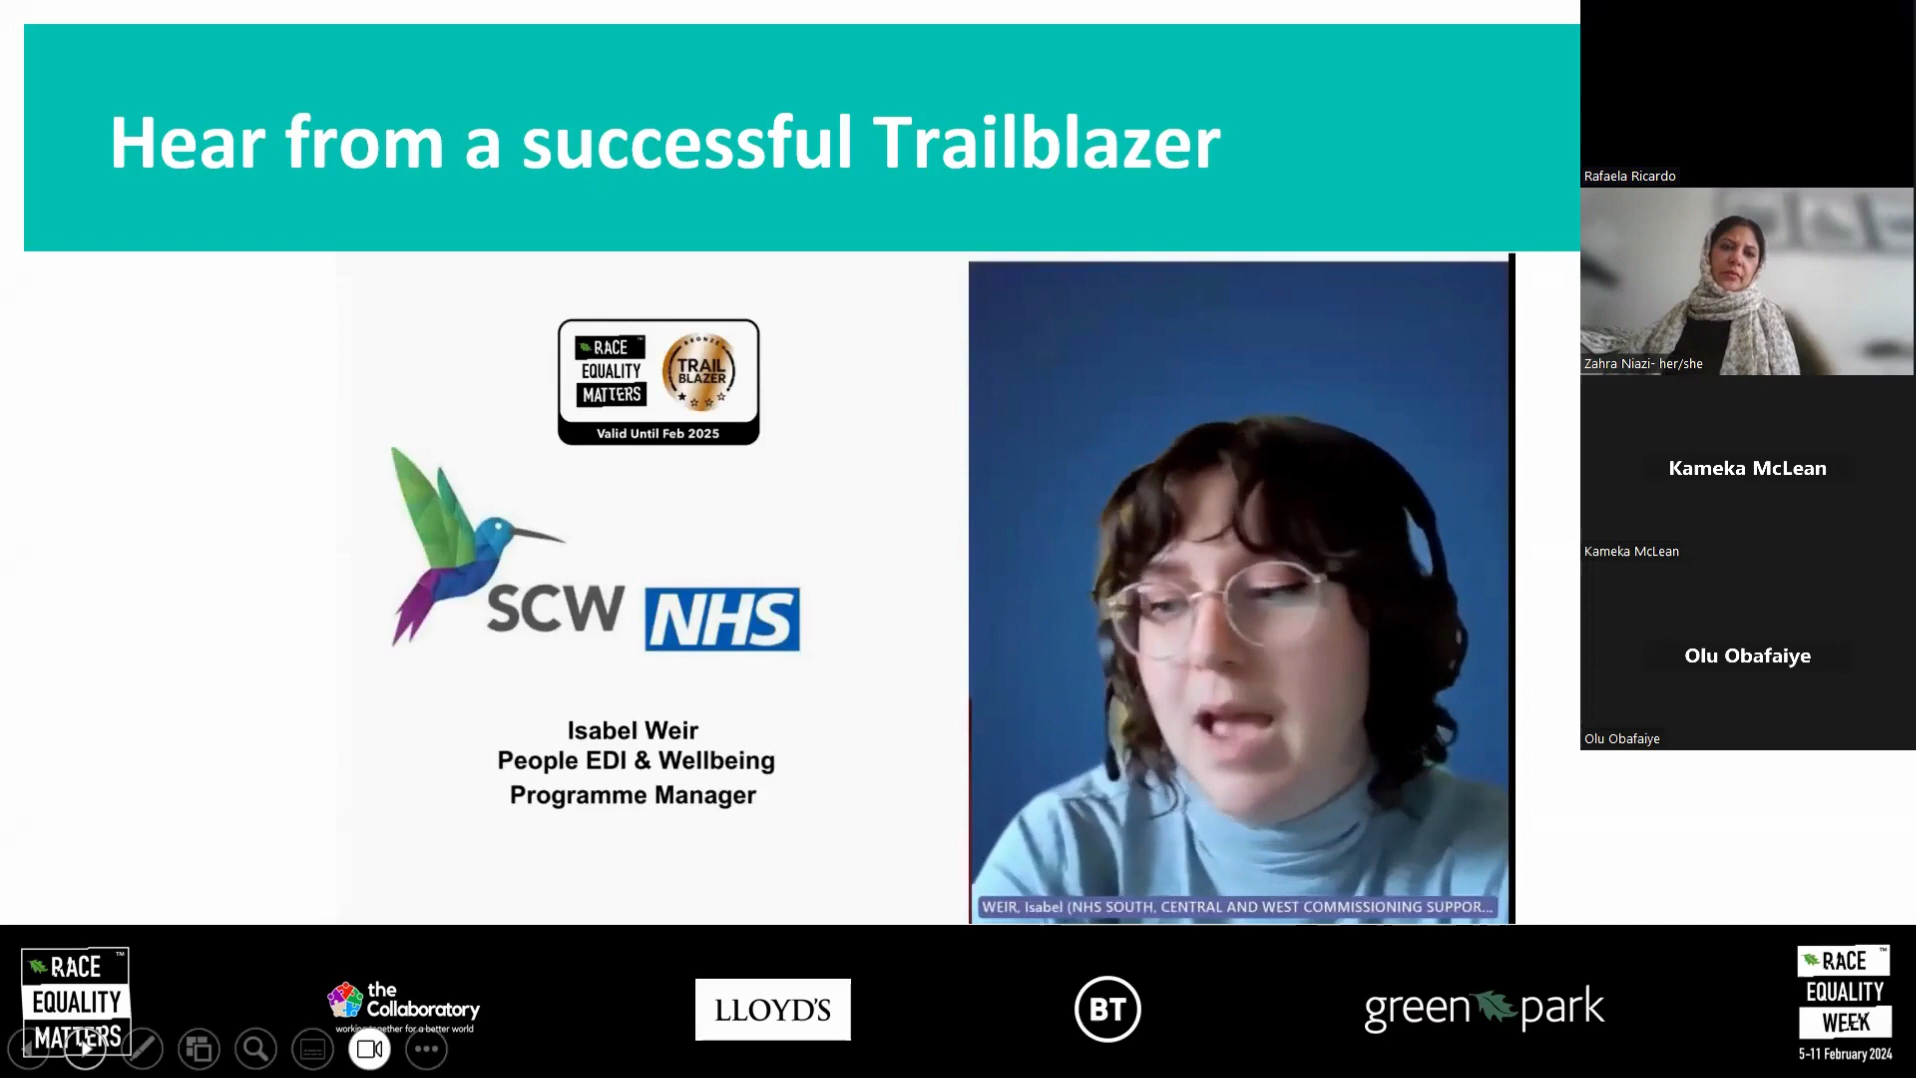 Hear from a successful Trailblazer
RACE
EQUALITY
MATTERS
BRONZE
TRAIL
BLAZER
Valid Until Feb 2025
SCW
NHS
Isabel Weir
People EDI & Wellbeing
Programme Manager
WEIR, Isabel (NHS SOUTH, CENTRAL AND WEST COMMISSIONING SUPPOR...
Rafaela Ricardo
Zahra Niazi- her/she
Kameka McLean
Kameka McLean
Olu Obafaiye
Olu Obafaiye
RACE
™
EQUALITY
MATTERS
the
Collaboratory
working together for a better world
LLOYD'S
BT
green park
RACE
™
EQUALITY
WEEK
5-11 February 2024